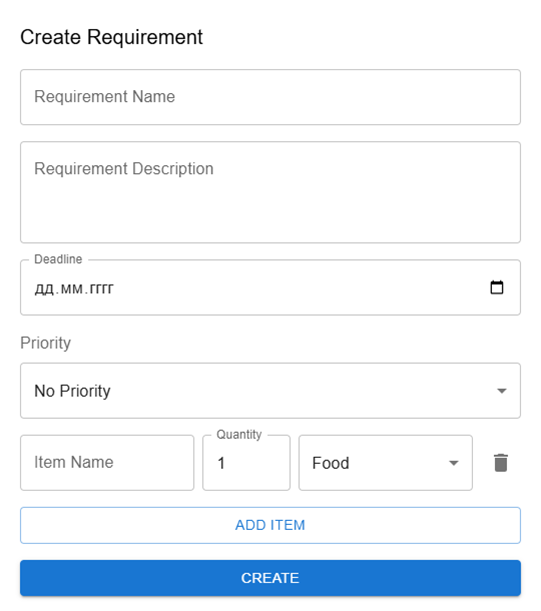 Create Requirement
Requirement Name
Requirement Description
Deadline
дд.мм.гггг
Priority
No Priority
Item Name
Quantity
1
Food
ADD ITEM
CREATE